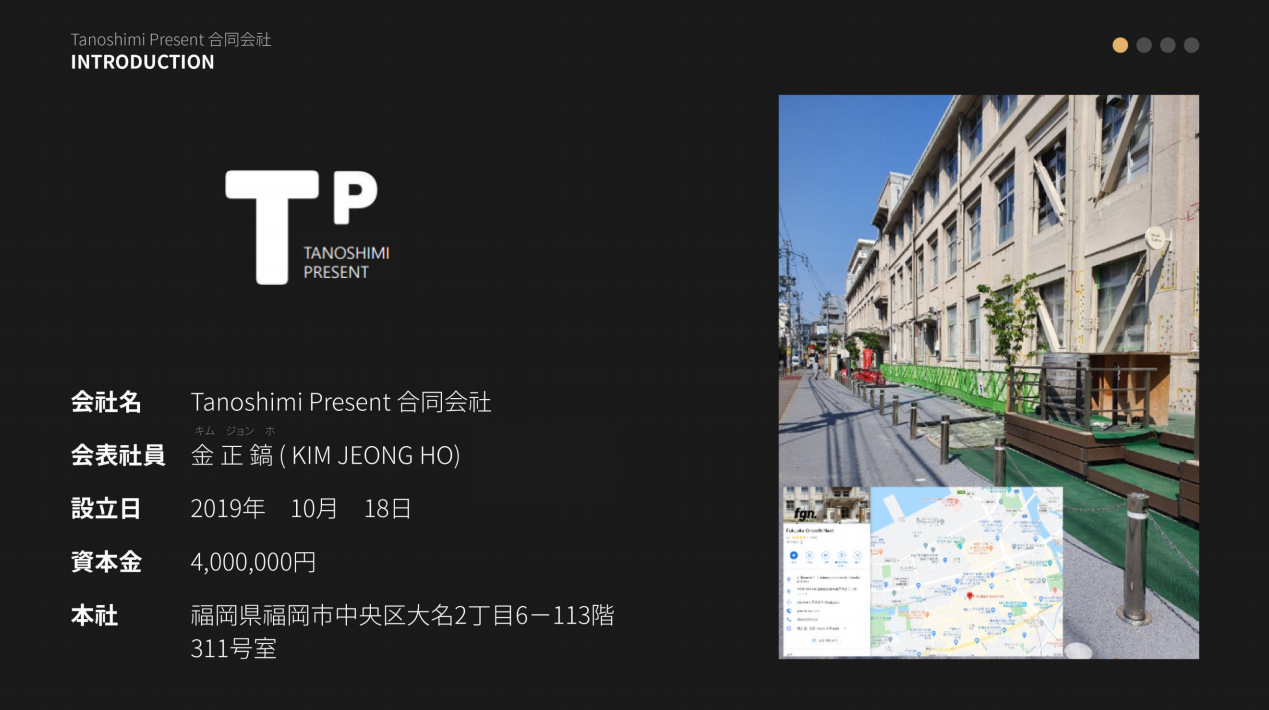 Tanoshimi Present 合同会社
INTRODUCTION
TP
TANOSHIMI
PRESENT
会社名 Tanoshimi Present 合同会社
キム ジョン ホ
会表社員 金 正 鎬 ( KIM JEONG HO)
設立日 2019年 10月 18日
資本金 4,000,000円
本社 福岡県福岡市中央区大名2丁目6ー113階
311号室
fgn.
Fukuoka Growth Next